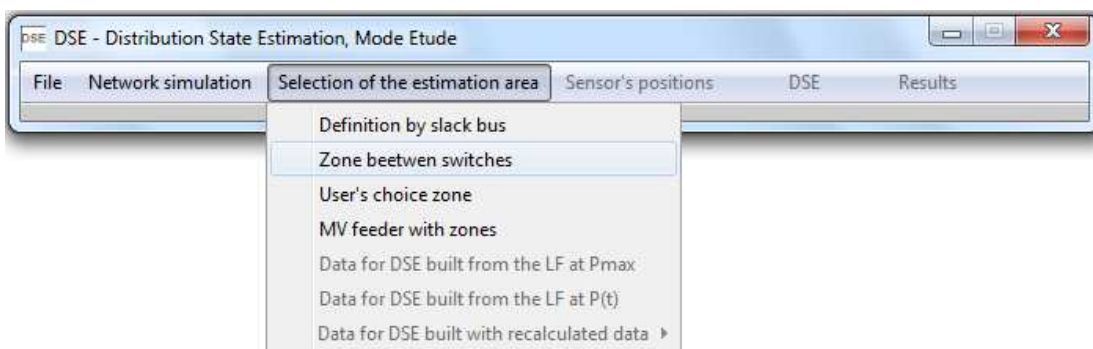 DSE DSE - Distribution State Estimation, Mode Etude
File Network simulation Selection of the estimation area Sensor's positions DSE Results
Definition by slack bus
Zone beetwen switches
User's choice zone
MV feeder with zones
Data for DSE built from the LF at Pmax
Data for DSE built from the LF at P(t)
Data for DSE built with recalculated data